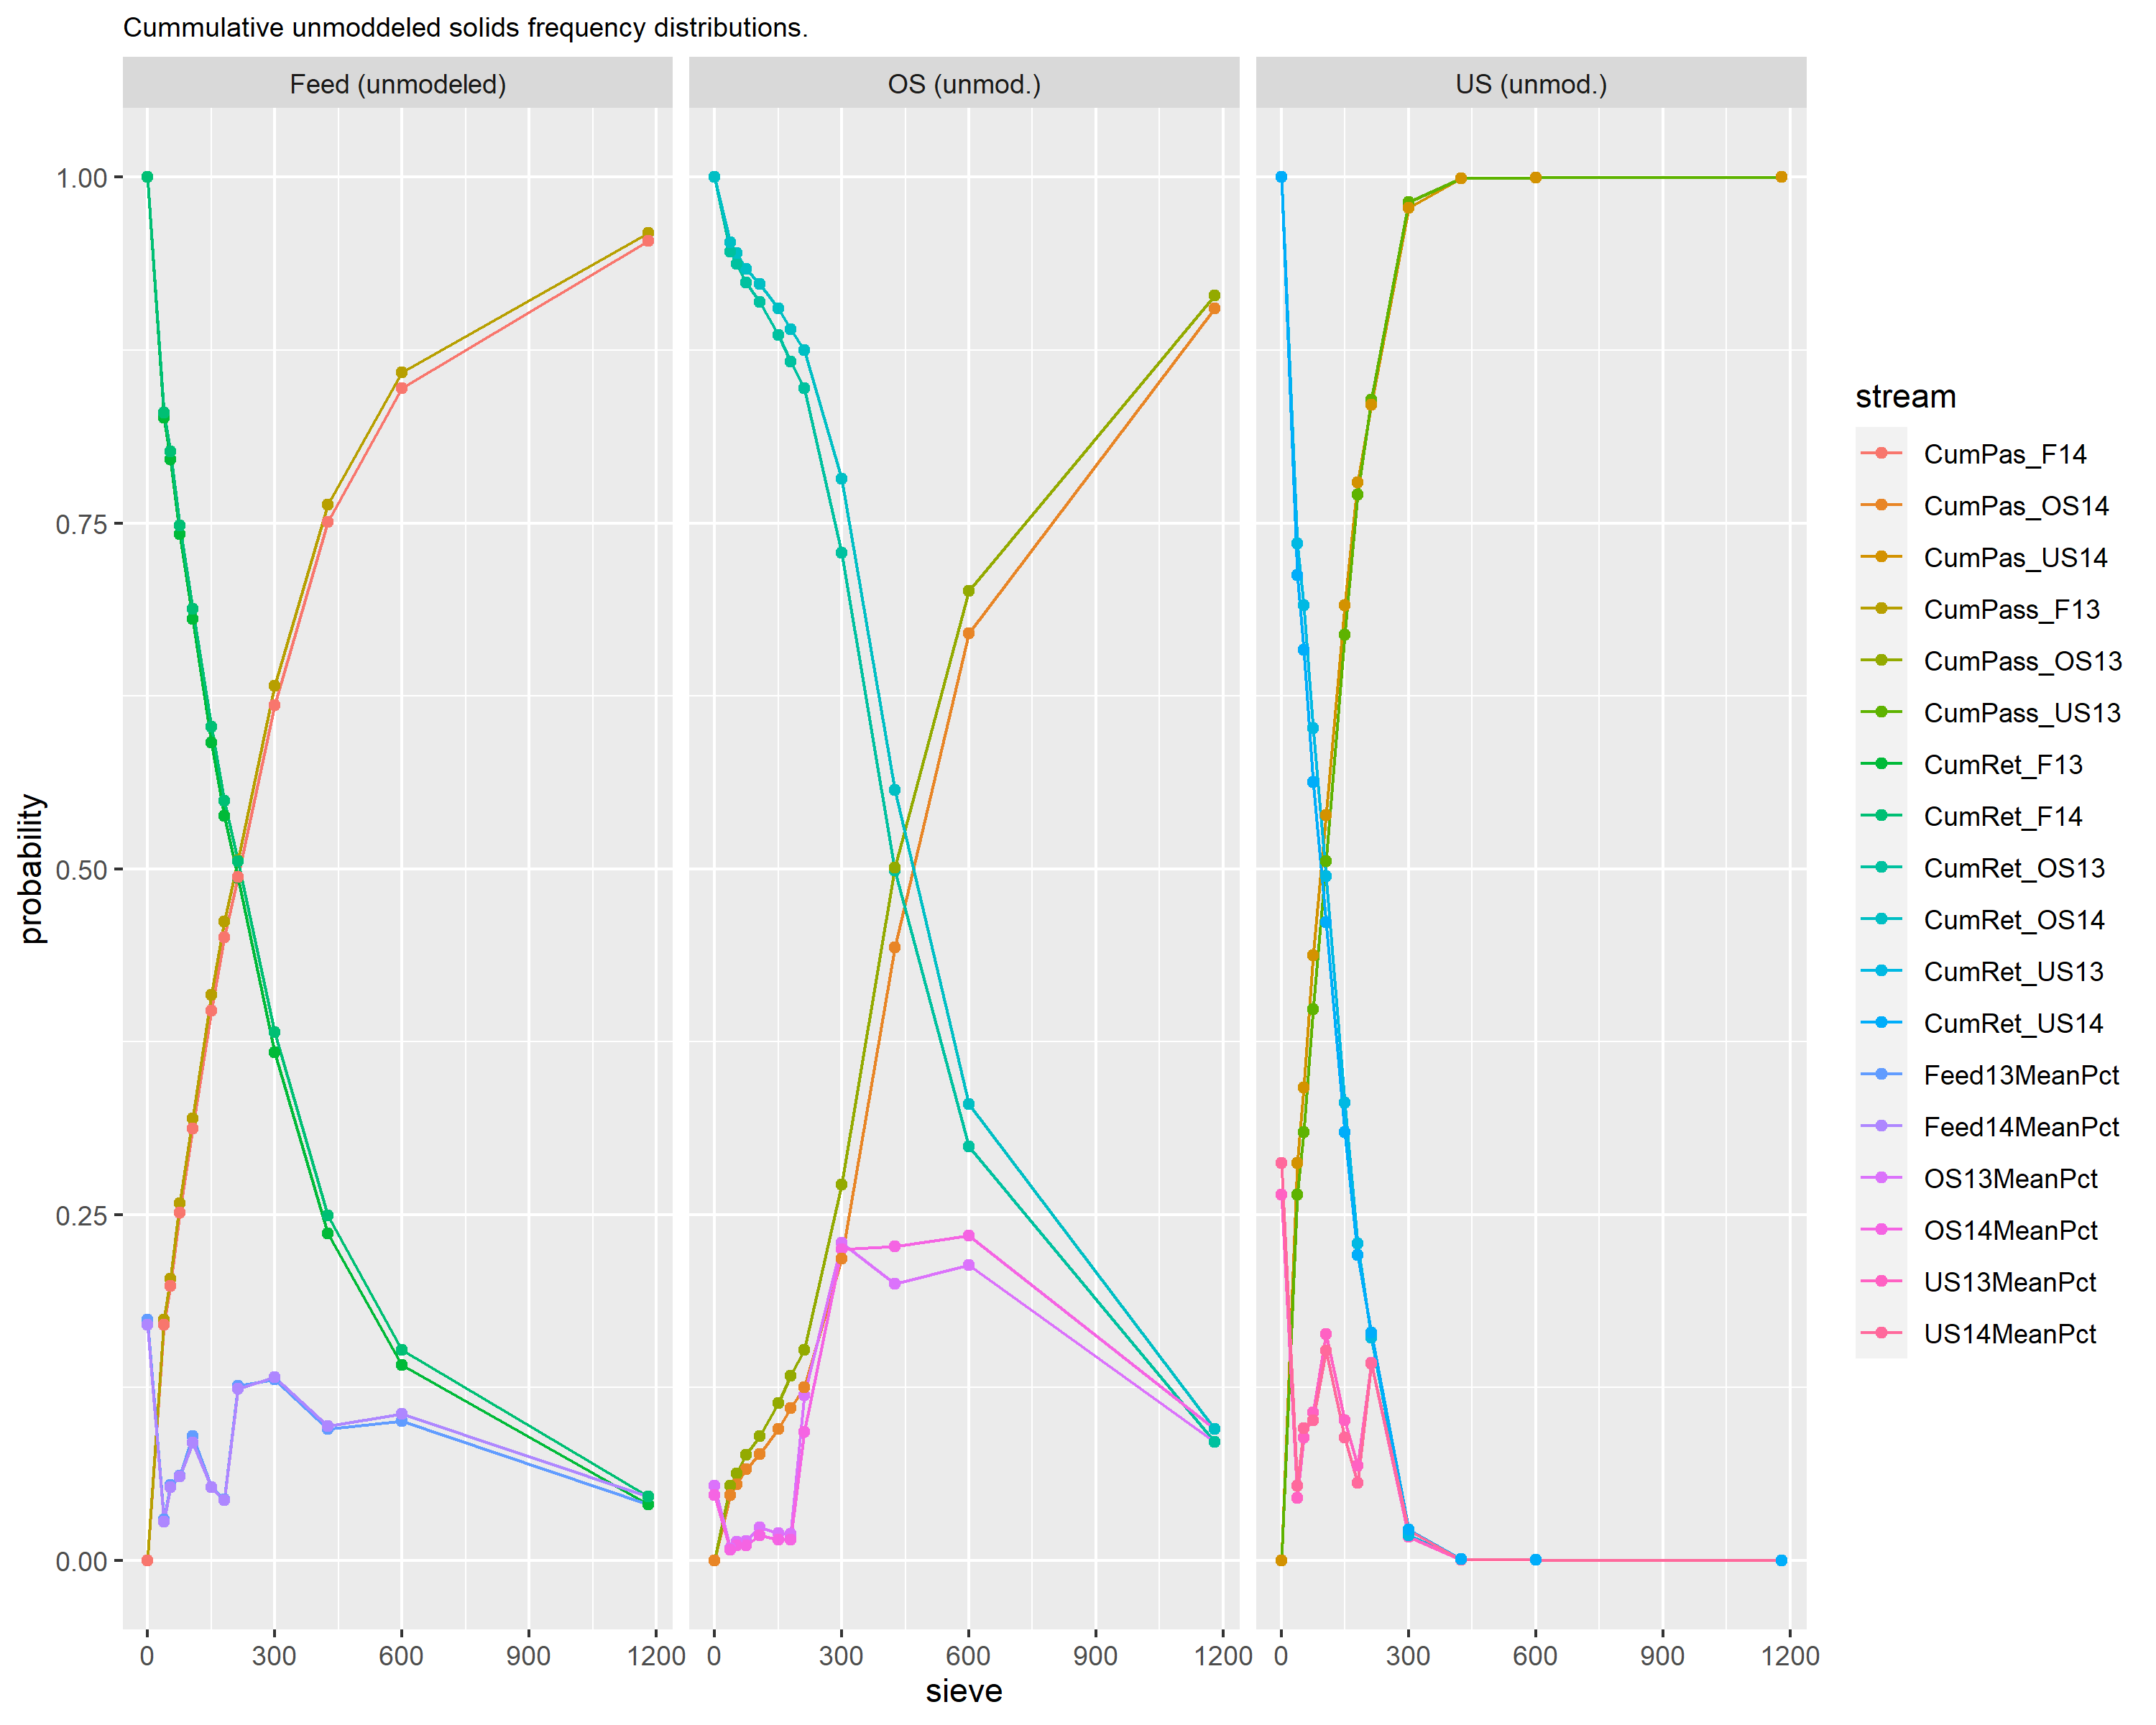 Cummulative unmoddeled solids frequency distributions.
Feed (unmodeled) OS (unmod.) US (unmod.)
1.00
0.75
0.50
0.25
0.00
probability
0 300 600 900 1200 0 300 600 900 1200 0 300 600 900 1200
sieve
stream
CumPas_F14
CumPas_OS14
CumPas_US14
CumPass_F13
CumPass_OS13
CumPass_US13
CumRet_F13
CumRet_F14
CumRet_OS13
CumRet_OS14
CumRet_US13
CumRet_US14
Feed13MeanPct
Feed14MeanPct
OS13MeanPct
OS14MeanPct
US13MeanPct
US14MeanPct